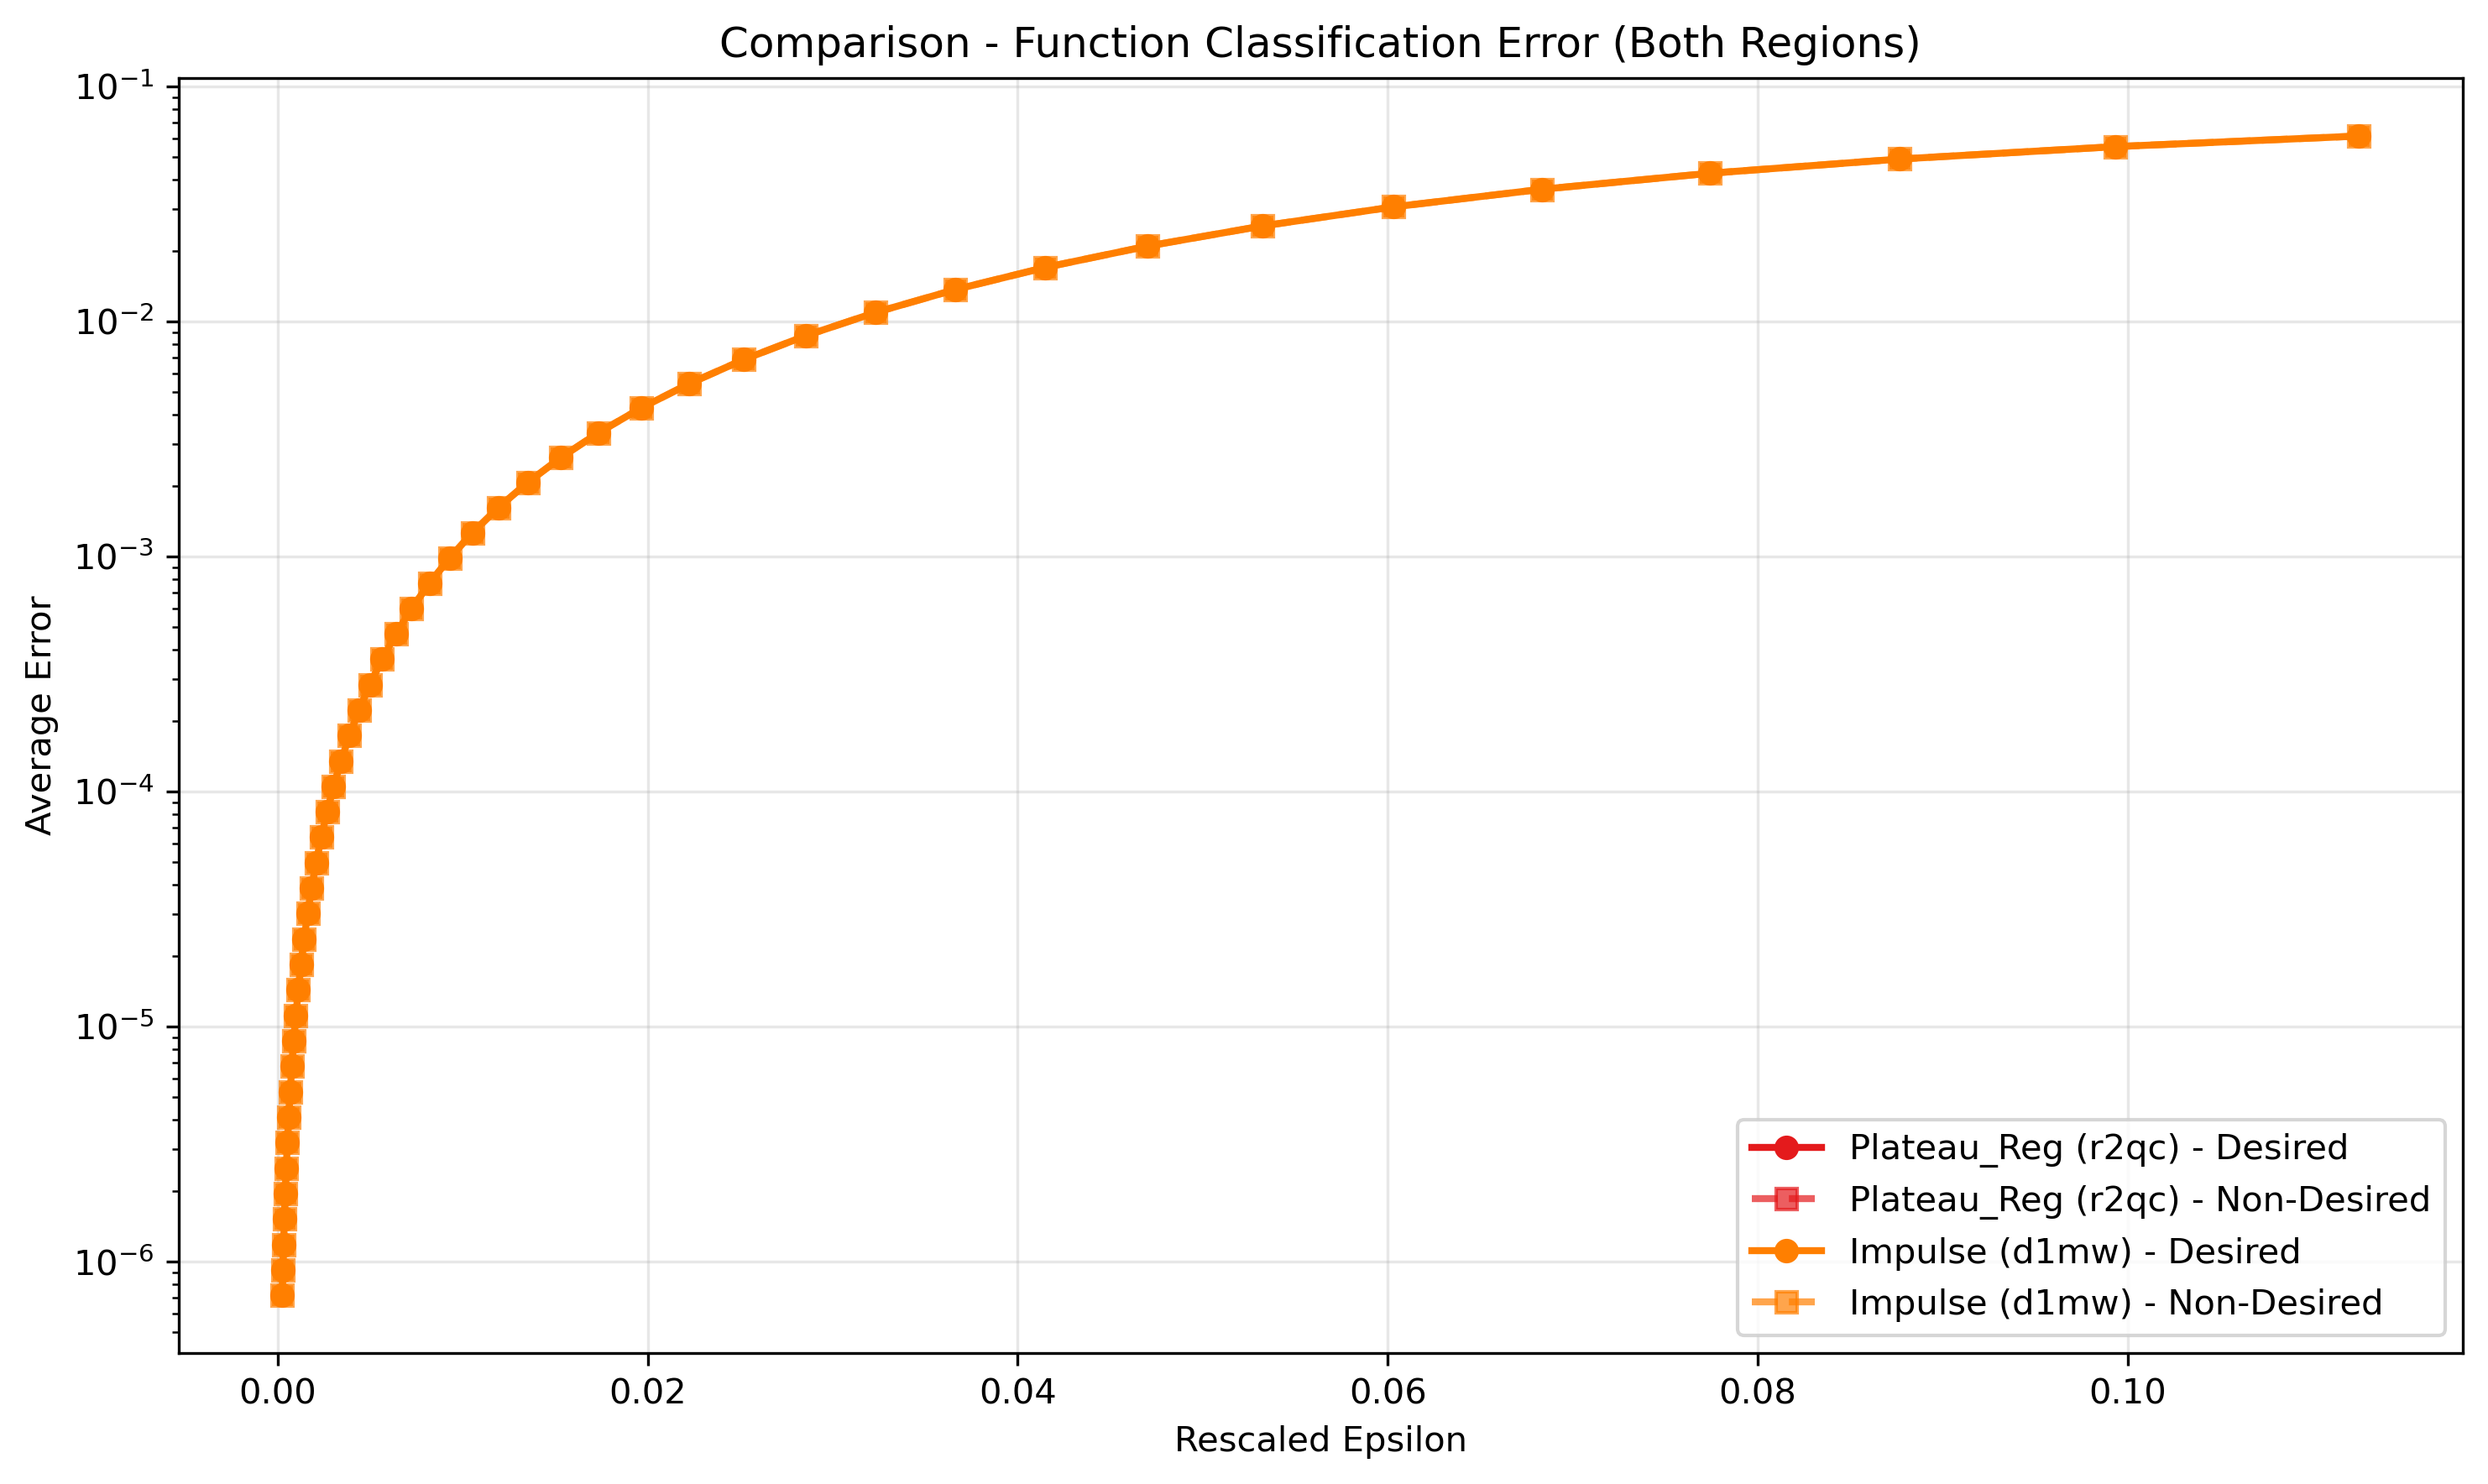 Comparison - Function Classification Error (Both Regions)
10⁻¹
10⁻²
10⁻³
10⁻⁴
10⁻⁵
10⁻⁶
Average Error
Plateau_Reg (r2qc) - Desired
Plateau_Reg (r2qc) - Non-Desired
Impulse (d1mw) - Desired
Impulse (d1mw) - Non-Desired
0.00 0.02 0.04 0.06 0.08 0.10
Rescaled Epsilon